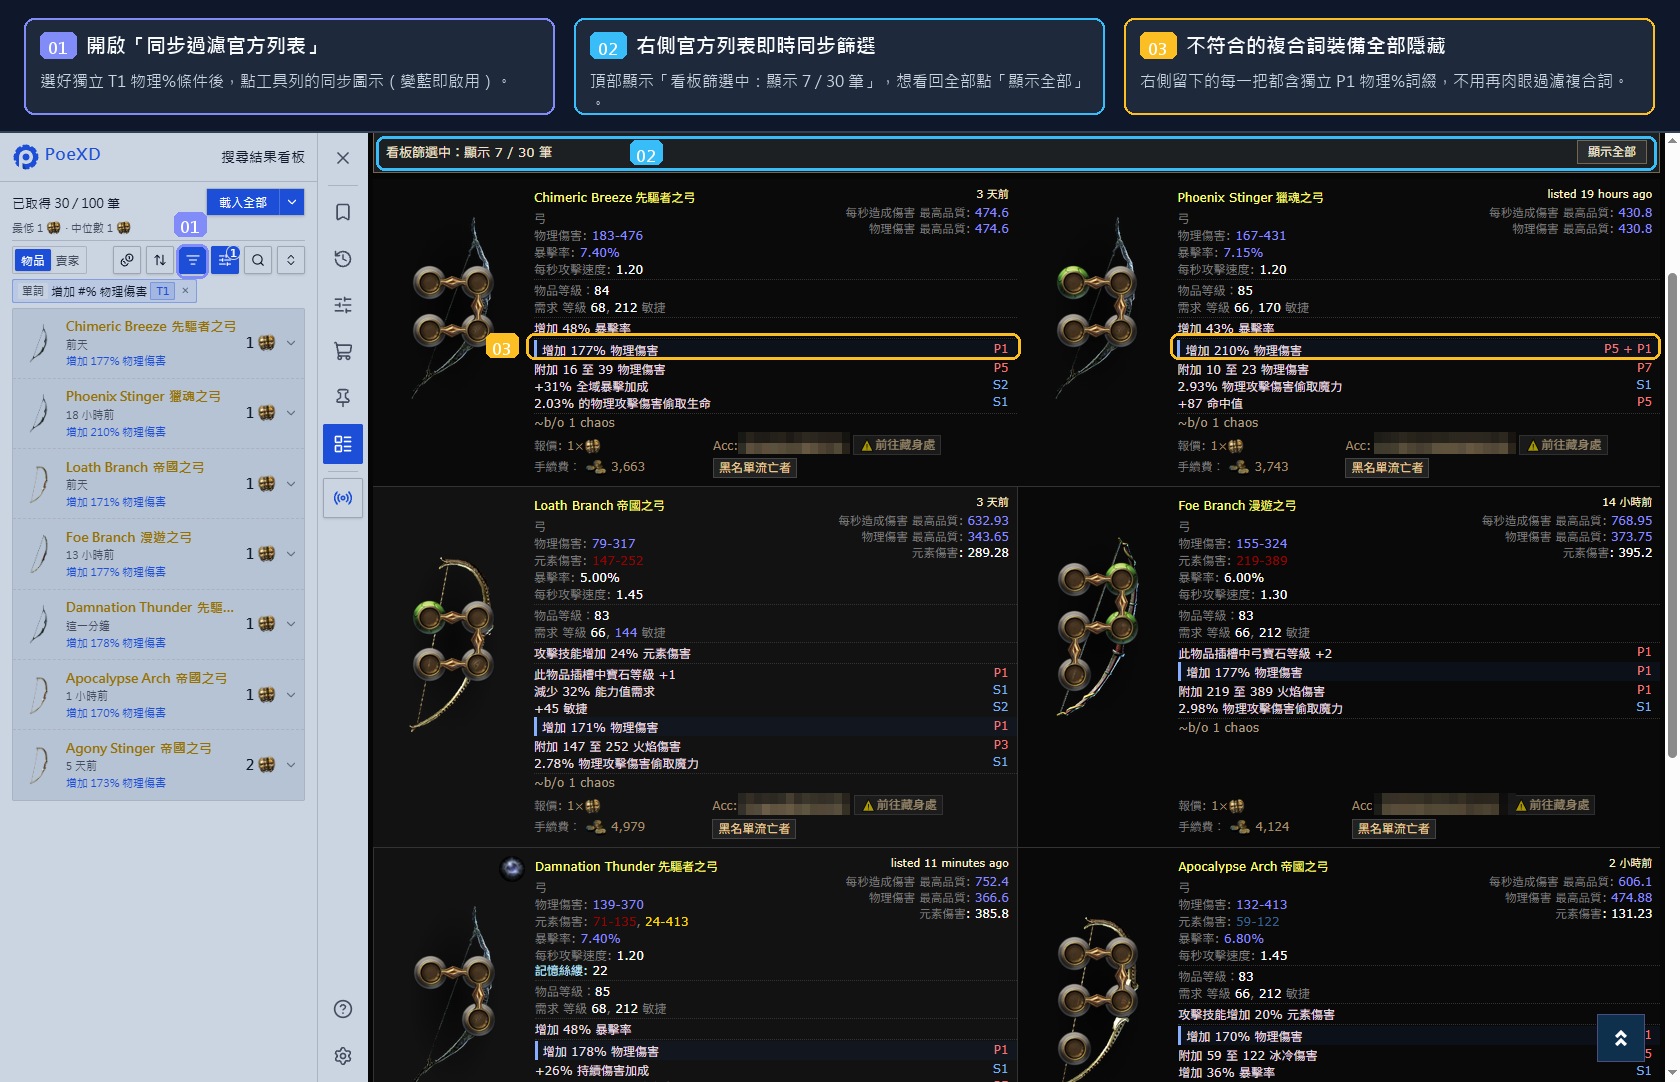 01 開啟「同步過濾官方列表」
選好獨立 T1 物理%條件後，點工具列的同步圖示（變藍即啟用）。
02 右側官方列表即時同步篩選
頂部顯示「看板篩選中：顯示 7 / 30 筆」，想看回全部點「顯示全部」
。
03 不符合的複合詞裝備全部隱藏
右側留下的每一把都含獨立 P1 物理%詞綴，不用再肉眼過濾複合詞。
PoeXD
搜尋結果看板
已取得 30 / 100 筆
載入全部
最低 1 · 中位數 1
01
物品 賣家
1
單詞 增加 #% 物理傷害 T1 ×
Chimeric Breeze 先驅者之弓
前天
增加 177% 物理傷害
1
Phoenix Stinger 獵魂之弓
18 小時前
增加 210% 物理傷害
1
Loath Branch 帝國之弓
前天
增加 171% 物理傷害
1
Foe Branch 漫遊之弓
13 小時前
增加 177% 物理傷害
1
Damnation Thunder 先驅...
這一分鐘
增加 178% 物理傷害
1
Apocalypse Arch 帝國之弓
1 小時前
增加 170% 物理傷害
1
Agony Stinger 帝國之弓
5 天前
增加 173% 物理傷害
2
看板篩選中：顯示 7 / 30 筆
02
顯示全部
Chimeric Breeze 先驅者之弓
3 天前
弓
每秒造成傷害 最高品質: 474.6
物理傷害 最高品質: 474.6
物理傷害: 183-476
暴擊率: 7.40%
每秒攻擊速度: 1.20
物品等級：84
需求 等級 68, 212 敏捷
增加 48% 暴擊率
03
增加 177% 物理傷害 P1
附加 16 至 39 物理傷害 P5
+31% 全域暴擊加成 S2
2.03% 的物理攻擊傷害偷取生命 S1
~b/o 1 chaos
報價: 1×
Acc:
前往藏身處
手續費： 3,663
黑名單流亡者
Phoenix Stinger 獵魂之弓
listed 19 hours ago
弓
每秒造成傷害 最高品質: 430.8
物理傷害 最高品質: 430.8
物理傷害: 167-431
暴擊率: 7.15%
每秒攻擊速度: 1.20
物品等級：85
需求 等級 66, 170 敏捷
增加 43% 暴擊率
增加 210% 物理傷害 P5 + P1
附加 10 至 23 物理傷害 P7
2.93% 物理攻擊傷害偷取魔力 S1
+87 命中值 P5
~b/o 1 chaos
報價: 1×
Acc:
前往藏身處
手續費： 3,743
黑名單流亡者
Loath Branch 帝國之弓
3 天前
弓
每秒造成傷害 最高品質: 632.93
物理傷害 最高品質: 343.65
元素傷害: 289.28
物理傷害: 79-317
元素傷害: 147-252
暴擊率: 5.00%
每秒攻擊速度: 1.45
物品等級：83
需求 等級 66, 144 敏捷
攻擊技能增加 24% 元素傷害
此物品插槽中寶石等級 +1 P1
減少 32% 能力值需求 S1
+45 敏捷 S2
增加 171% 物理傷害 P1
附加 147 至 252 火焰傷害 P3
2.78% 物理攻擊傷害偷取魔力 S1
~b/o 1 chaos
報價: 1×
Acc:
前往藏身處
手續費： 4,979
黑名單流亡者
Foe Branch 漫遊之弓
14 小時前
弓
每秒造成傷害 最高品質: 768.95
物理傷害 最高品質: 373.75
元素傷害: 395.2
物理傷害: 155-324
元素傷害: 219-389
暴擊率: 6.00%
每秒攻擊速度: 1.30
物品等級：83
需求 等級 66, 212 敏捷
此物品插槽中弓寶石等級 +2 P1
增加 177% 物理傷害 P1
附加 219 至 389 火焰傷害 P1
2.98% 物理攻擊傷害偷取魔力 S1
~b/o 1 chaos
報價: 1×
Acc
前往藏身處
手續費： 4,124
黑名單流亡者
Damnation Thunder 先驅者之弓
listed 11 minutes ago
弓
每秒造成傷害 最高品質: 752.4
物理傷害 最高品質: 366.6
元素傷害: 385.8
物理傷害: 139-370
元素傷害: 71-135, 24-413
暴擊率: 7.40%
每秒攻擊速度: 1.20
記憶絲縷: 22
物品等級：85
需求 等級 68, 212 敏捷
增加 48% 暴擊率
增加 178% 物理傷害 P1
+26% 持續傷害加成 S1
Apocalypse Arch 帝國之弓
2 小時前
弓
每秒造成傷害 最高品質: 606.1
物理傷害 最高品質: 474.88
元素傷害: 131.23
物理傷害: 132-413
元素傷害: 59-122
暴擊率: 6.80%
每秒攻擊速度: 1.45
物品等級：83
需求 等級 66, 212 敏捷
攻擊技能增加 20% 元素傷害
增加 170% 物理傷害 1
附加 59 至 122 冰冷傷害 5
增加 36% 暴擊率 S1